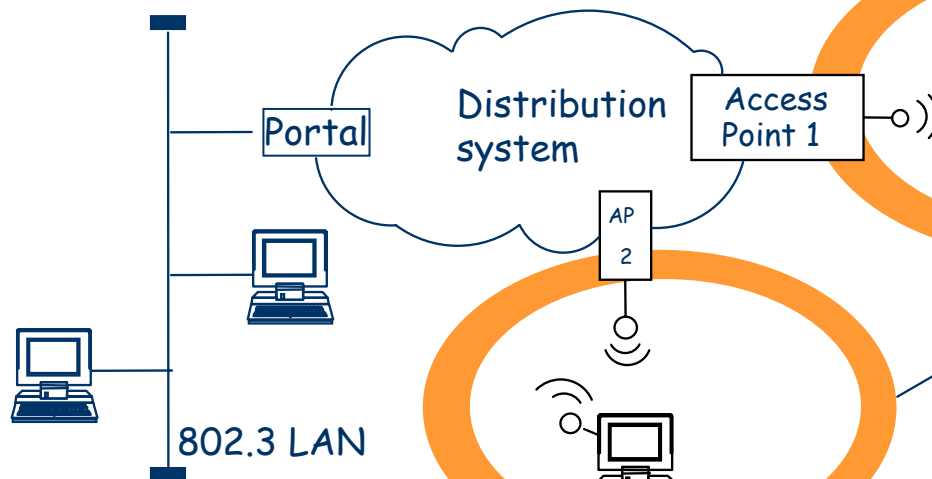 Distribution
system
Access
Point 1
Portal
AP
2
802.3 LAN